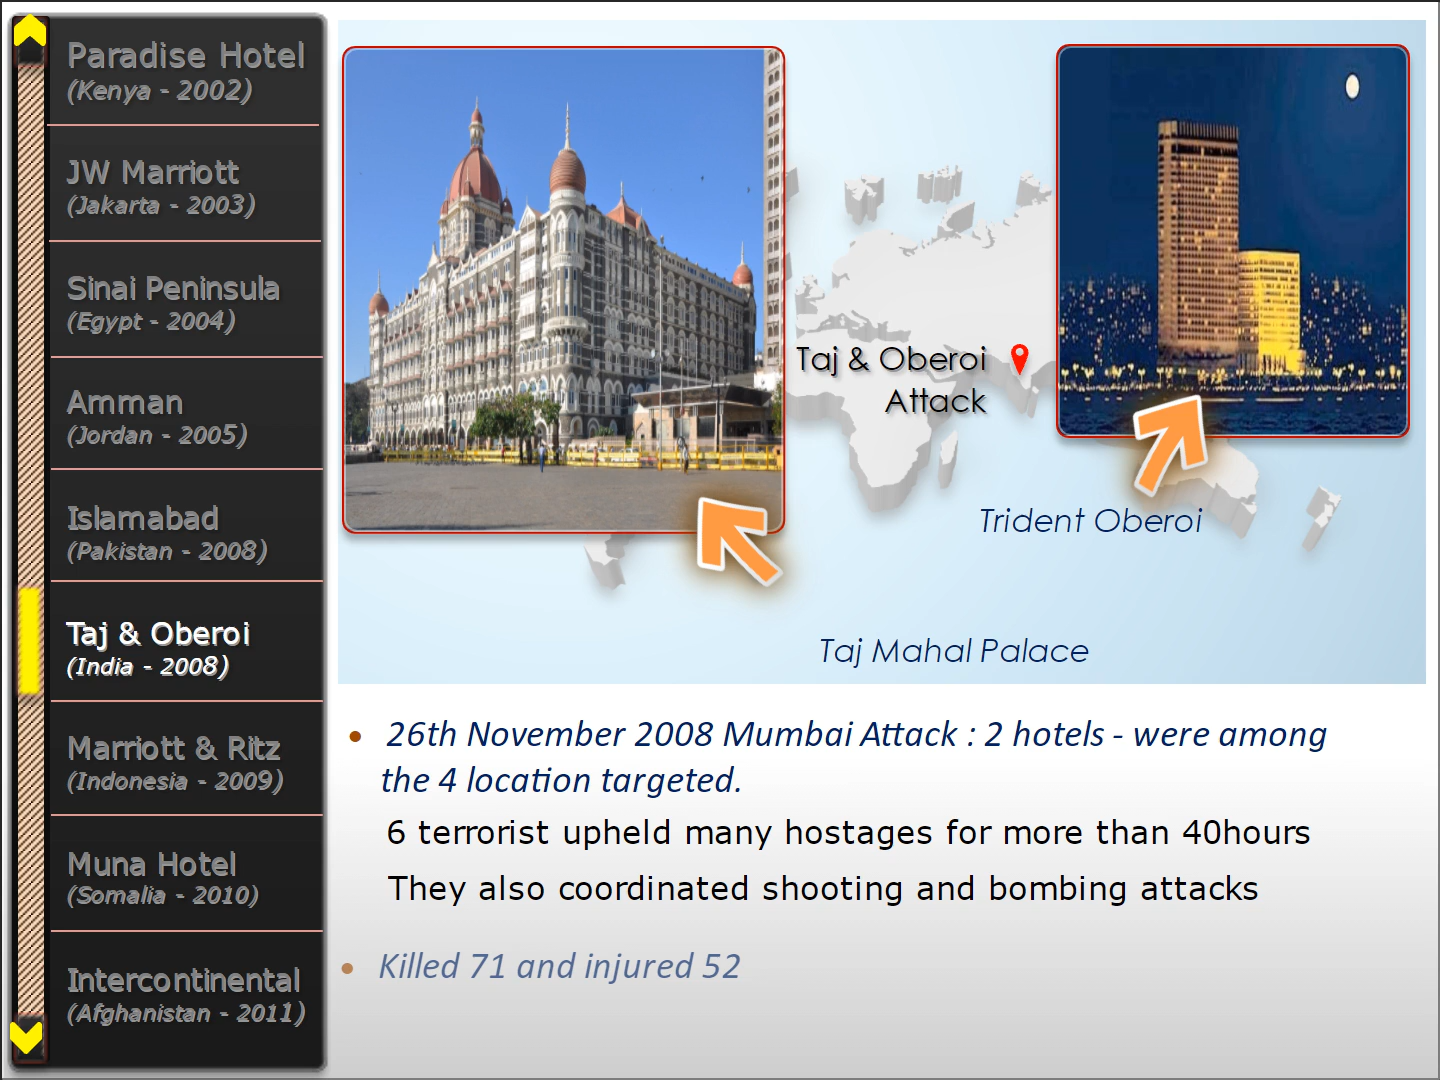 Paradise Hotel
(Kenya - 2002)
JW Marriott
(Jakarta - 2003)
Sinai Peninsula
(Egypt - 2004)
Amman
(Jordan - 2005)
Islamabad
(Pakistan - 2008)
Taj & Oberoi
(India - 2008)
Marriott & Ritz
(Indonesia - 2009)
Muna Hotel
(Somalia - 2010)
Intercontinental
(Afghanistan - 2011)
Taj & Oberoi
Attack
Trident Oberoi
Taj Mahal Palace
• 26th November 2008 Mumbai Attack : 2 hotels - were among
the 4 location targeted.
6 terrorist upheld many hostages for more than 40hours
They also coordinated shooting and bombing attacks
• Killed 71 and injured 52